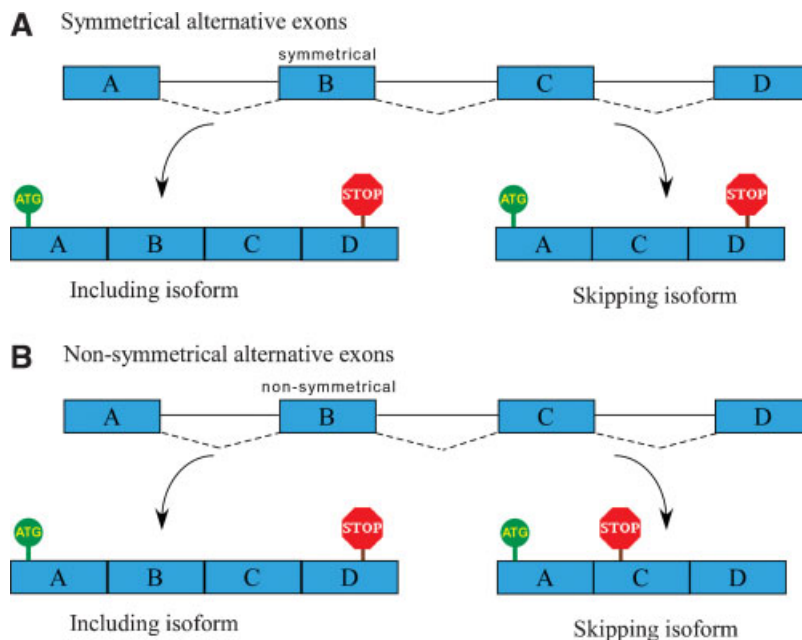 A Symmetrical alternative exons
symmetrical
A B C D
ATG STOP ATG STOP
A B C D A C D
Including isoform Skipping isoform
B Non-symmetrical alternative exons
non-symmetrical
A B C D
ATG STOP ATG STOP
A B C D A C D
Including isoform Skipping isoform